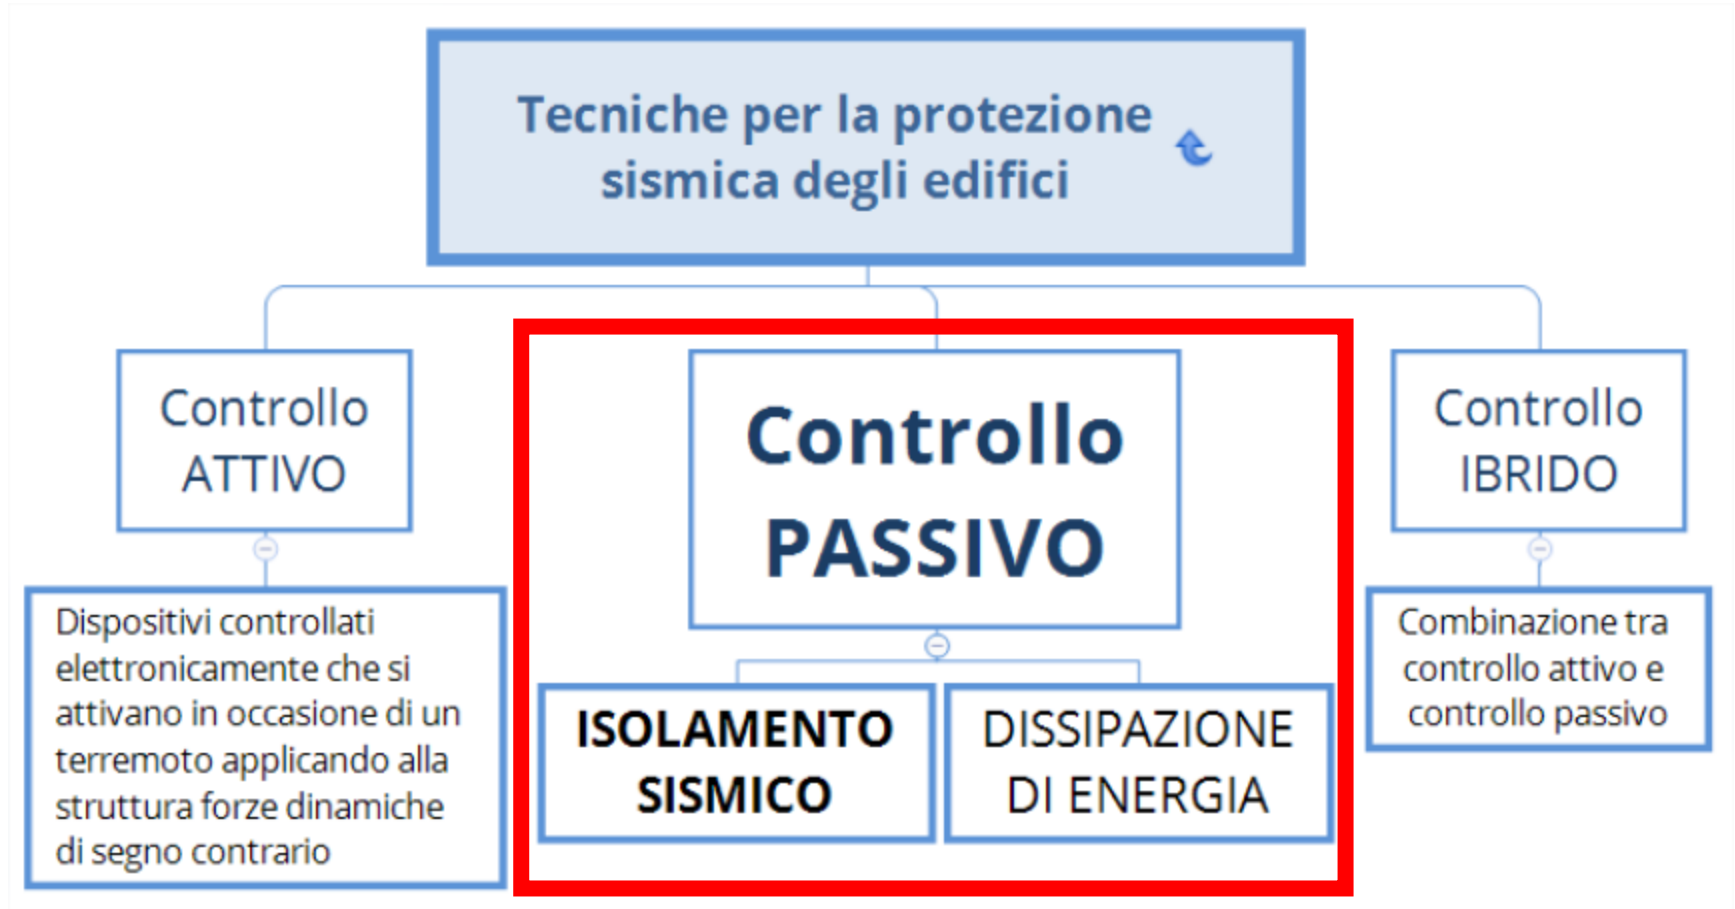 Tecniche per la protezione
sismica degli edifici
Controllo
ATTIVO
Dispositivi controllati
elettronicamente che si
attivano in occasione di un
terremoto applicando alla
struttura forze dinamiche
di segno contrario
Controllo
PASSIVO
ISOLAMENTO
SISMICO
DISSIPAZIONE
DI ENERGIA
Controllo
IBRIDO
Combinazione tra
controllo attivo e
controllo passivo